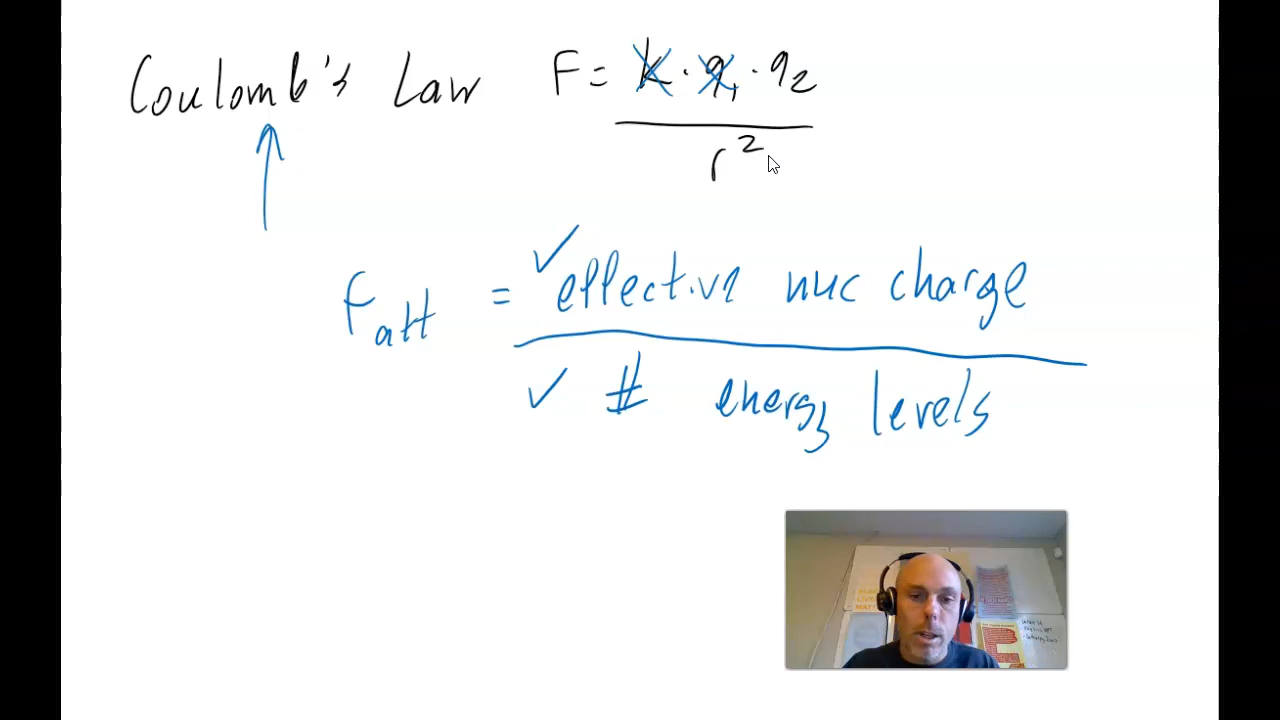 Coulomb's Law F = k · q1 · q2
r²
Fatt = ✓ effective nuc charge
✓ # energy levels